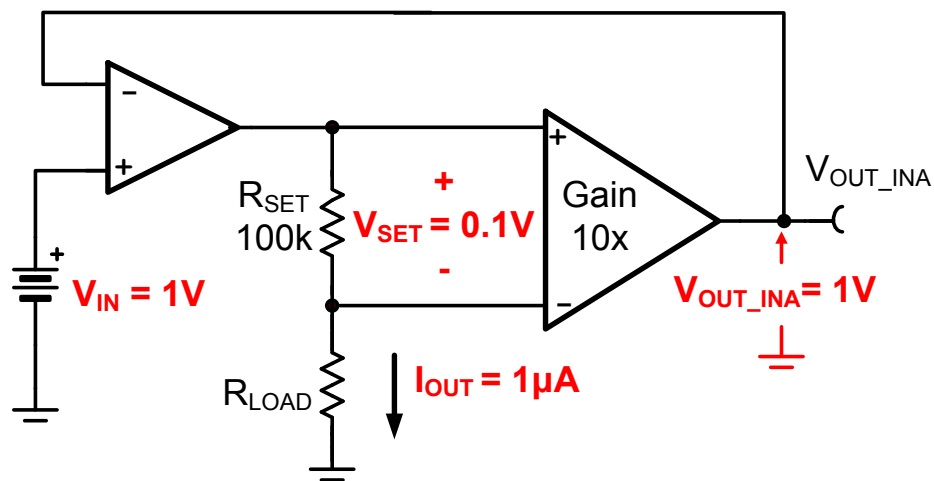 -
+
+
V_IN = 1V
R_SET
100k
+
V_SET = 0.1V
-
R_LOAD
I_OUT = 1µA
+
Gain
10x
-
V_OUT_INA
V_OUT_INA= 1V